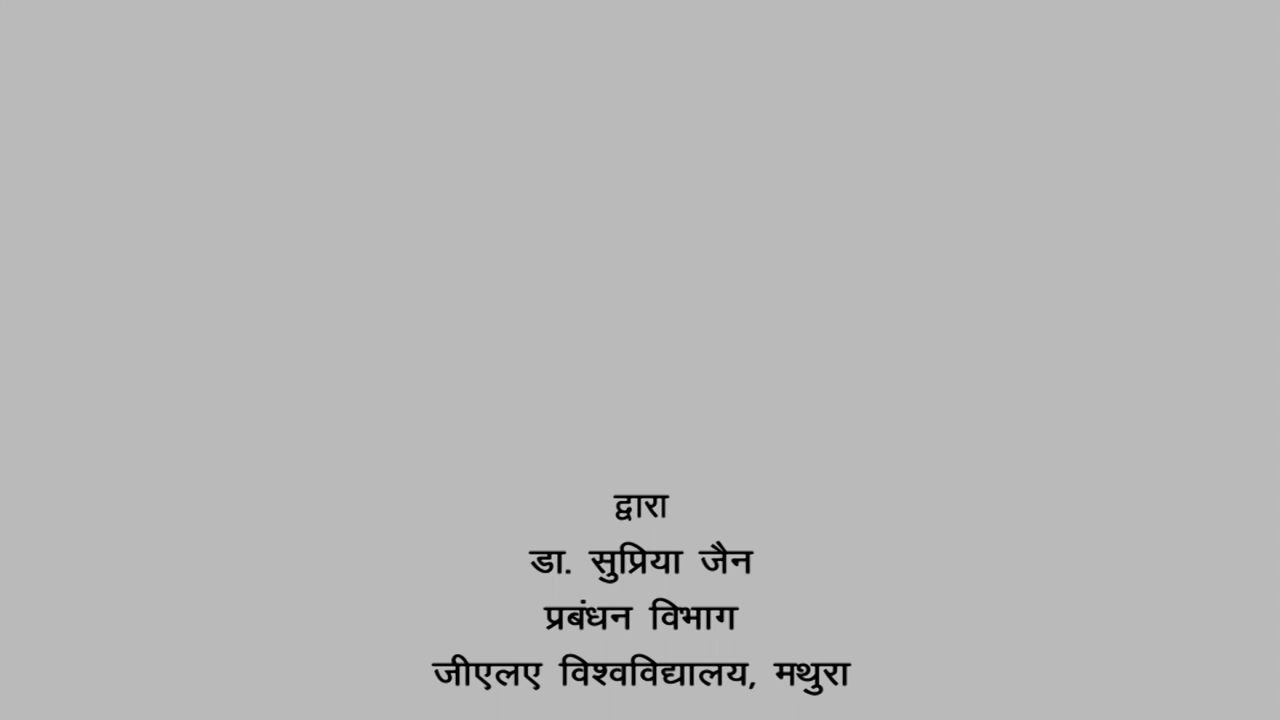 द्वारा
डा. सुप्रिया जैन
प्रबंधन विभाग
जीएलए विश्वविद्यालय, मथुरा